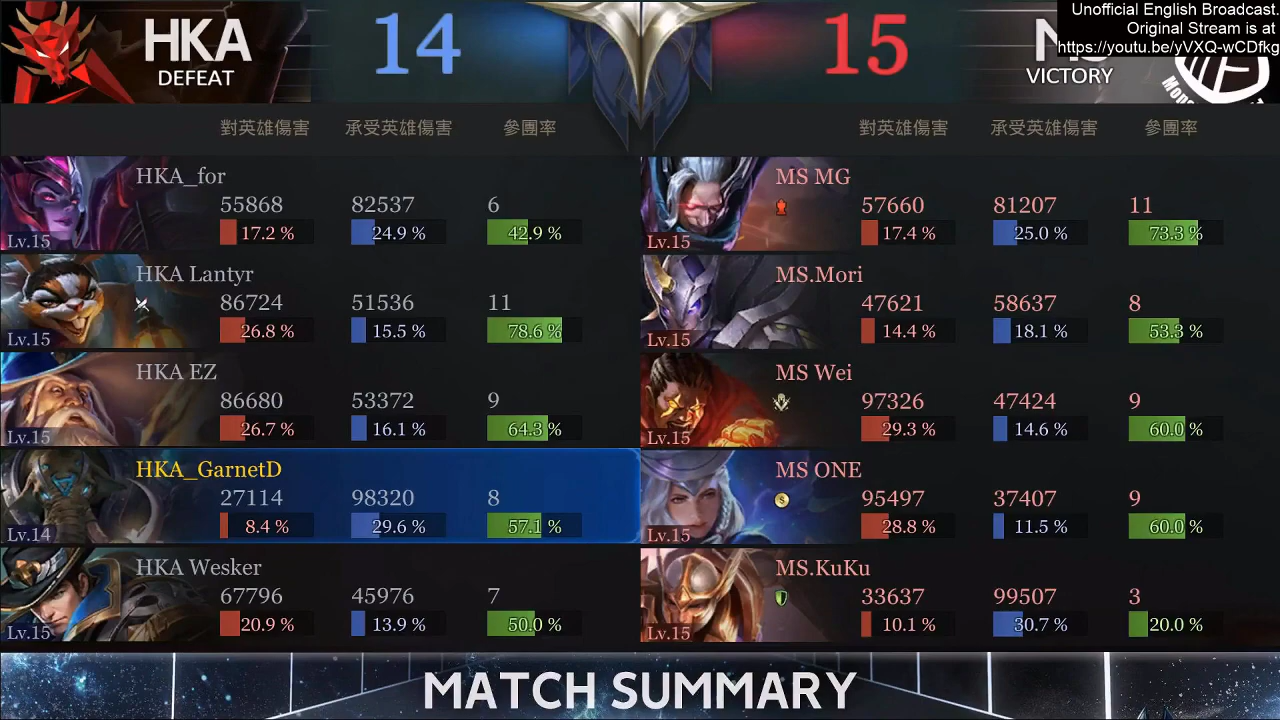 Unofficial English Broadcast
Original Stream is at
https://youtu.be/yVXQ-wCDfkg
HKA
DEFEAT
14
15
VICTORY
對英雄傷害 承受英雄傷害 參團率
對英雄傷害 承受英雄傷害 參團率
HKA_for
55868 82537 6
17.2 % 24.9 % 42.9 %
Lv.15
MS MG
57660 81207 11
17.4 % 25.0 % 73.3 %
Lv.15
HKA Lantyr
86724 51536 11
26.8 % 15.5 % 78.6 %
Lv.15
MS.Mori
47621 58637 8
14.4 % 18.1 % 53.3 %
Lv.15
HKA EZ
86680 53372 9
26.7 % 16.1 % 64.3 %
Lv.15
MS Wei
97326 47424 9
29.3 % 14.6 % 60.0 %
Lv.15
HKA_GarnetD
27114 98320 8
8.4 % 29.6 % 57.1 %
Lv.14
MS ONE
95497 37407 9
28.8 % 11.5 % 60.0 %
Lv.15
HKA Wesker
67796 45976 7
20.9 % 13.9 % 50.0 %
Lv.15
MS.KuKu
33637 99507 3
10.1 % 30.7 % 20.0 %
Lv.15
MATCH SUMMARY